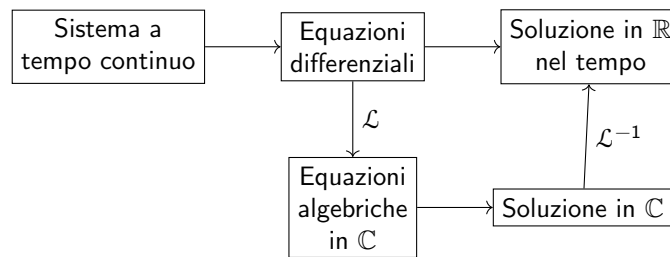 Sistema a
tempo continuo
Equazioni
differenziali
Soluzione in ℝ
nel tempo
ℒ
ℒ⁻¹
Equazioni
algebriche
in ℂ
Soluzione in ℂ